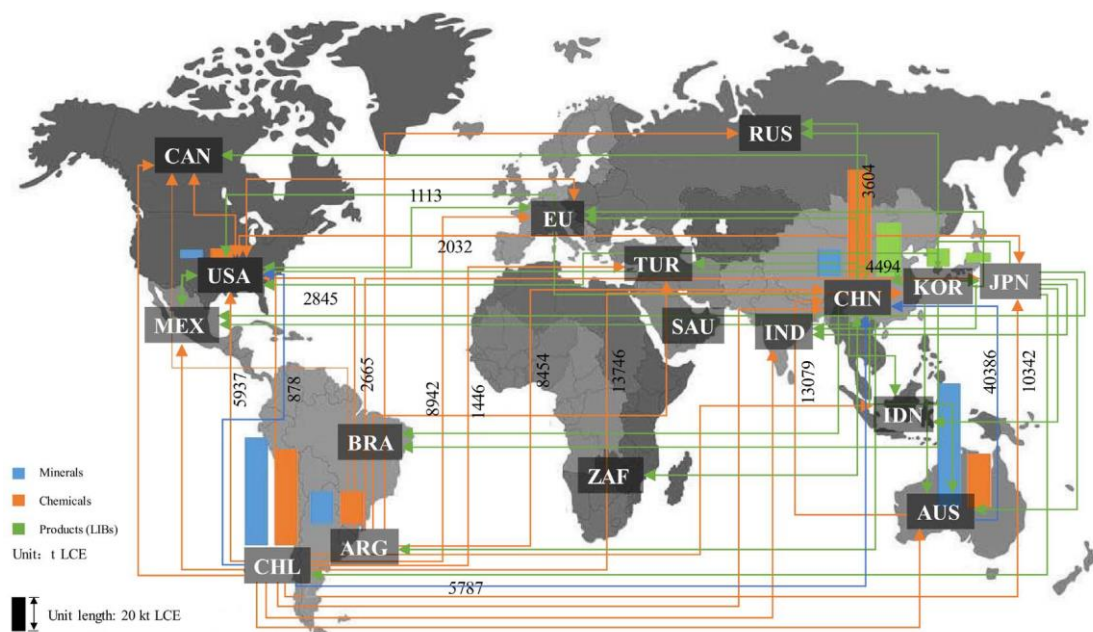 RUS
CAN
3604
1113
EU
2032
TUR
4494
USA
CHN
KOR
JPN
2845
MEX
SAU
IND
5937
878
2665
8942
1446
8454
13746
13079
40386
10342
IDN
BRA
ZAF
Minerals
Chemicals
Products (LIBs)
Unit: t LCE
AUS
ARG
CHL
5787
Unit length: 20 kt LCE